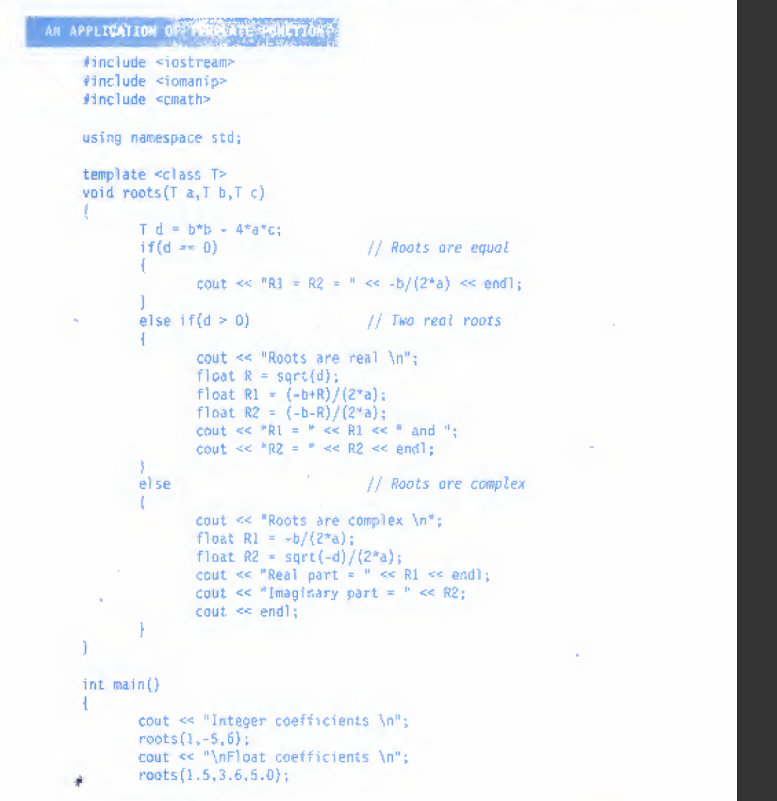 AN APPLICATION OF TEMPLATE FUNCTION
#include <iostream>
#include <iomanip>
#include <cmath>
using namespace std;
template <class T>
void roots(T a,T b,T c)
{
T d = b*b - 4*a*c;
if(d == 0) // Roots are equal
{
cout << "R1 = R2 = " << -b/(2*a) << endl;
}
else if(d > 0) // Two real roots
{
cout << "Roots are real \n";
float R = sqrt(d);
float R1 = (-b+R)/(2*a);
float R2 = (-b-R)/(2*a);
cout << "R1 = " << R1 << " and ";
cout << "R2 = " << R2 << endl;
}
else // Roots are complex
{
cout << "Roots are complex \n";
float R1 = -b/(2*a);
float R2 = sqrt(-d)/(2*a);
cout << "Real part = " << R1 << endl;
cout << "Imaginary part = " << R2;
cout << endl;
}
}
int main()
{
cout << "Integer coefficients \n";
roots(1,-5,6);
cout << "\nFloat coefficients \n";
roots(1.5,3.6,5.0);